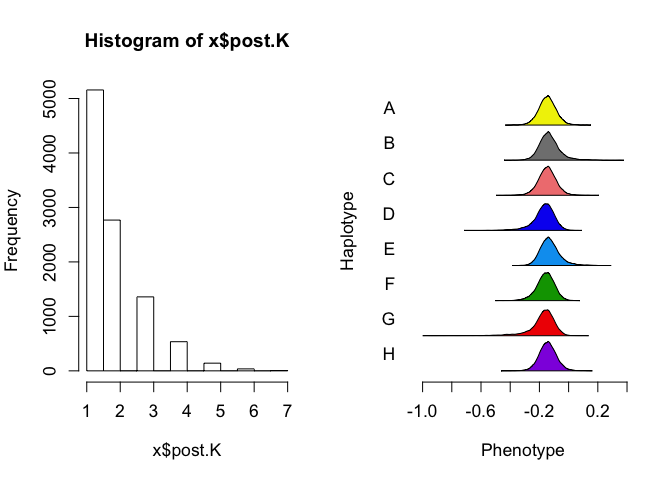 Histogram of x$post.K
Frequency
0
1000
2000
3000
4000
5000
1 2 3 4 5 6 7
x$post.K
Haplotype
A
B
C
D
E
F
G
H
-1.0 -0.6 -0.2 0.2
Phenotype